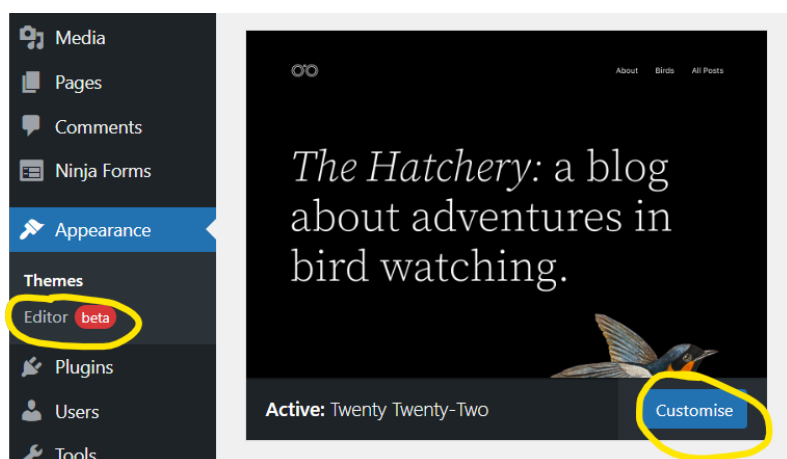 Media
Pages
Comments
Ninja Forms
Appearance
Themes
Editor beta
Plugins
Users
Tools
About Birds All Posts
The Hatchery: a blog
about adventures in
bird watching.
Active: Twenty Twenty-Two
Customise